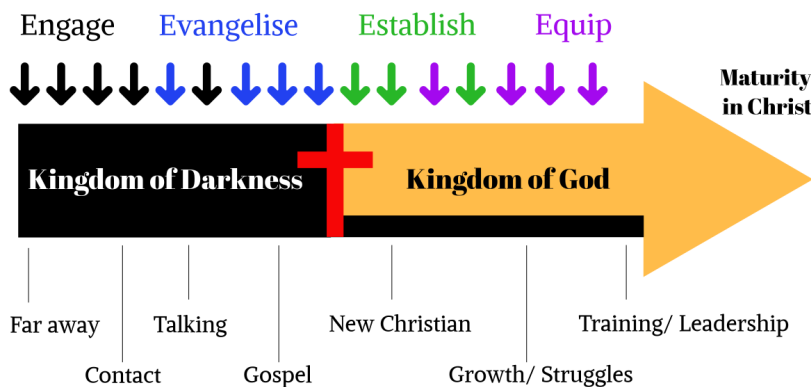 Engage Evangelise Establish Equip
Maturity
in Christ
Kingdom of Darkness Kingdom of God
Far away Talking New Christian Training/ Leadership
Contact Gospel Growth/ Struggles